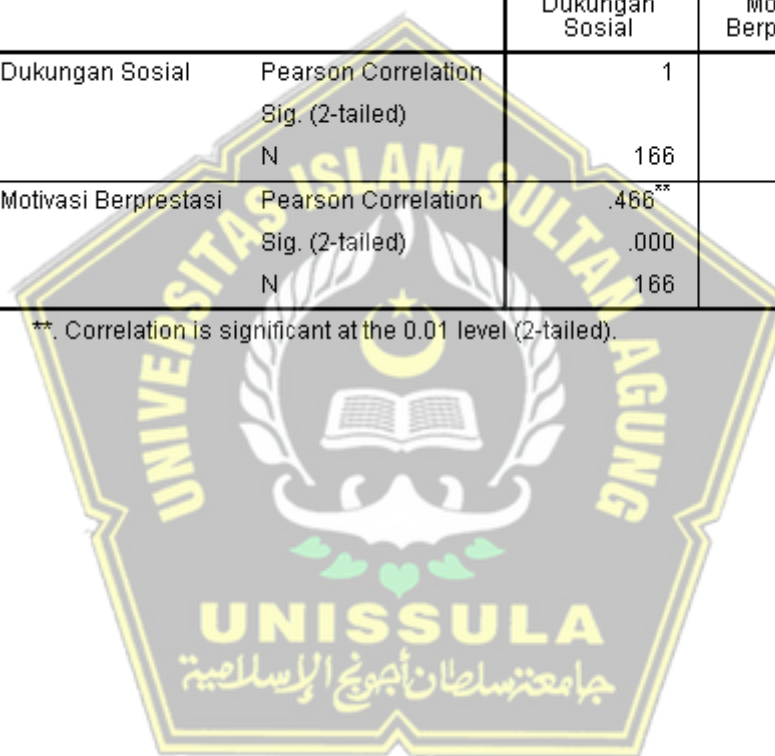 Dukungan
Sosial
Dukungan Sosial Pearson Correlation 1
Sig. (2-tailed)
N 166
Motivasi Berprestasi Pearson Correlation .466**
Sig. (2-tailed) .000
N 166
**. Correlation is significant at the 0.01 level (2-tailed).
UNIVERSITAS ISLAM SULTAN AGUNG
UNISSULA
جامعة سلطان أجونج الإسلامية